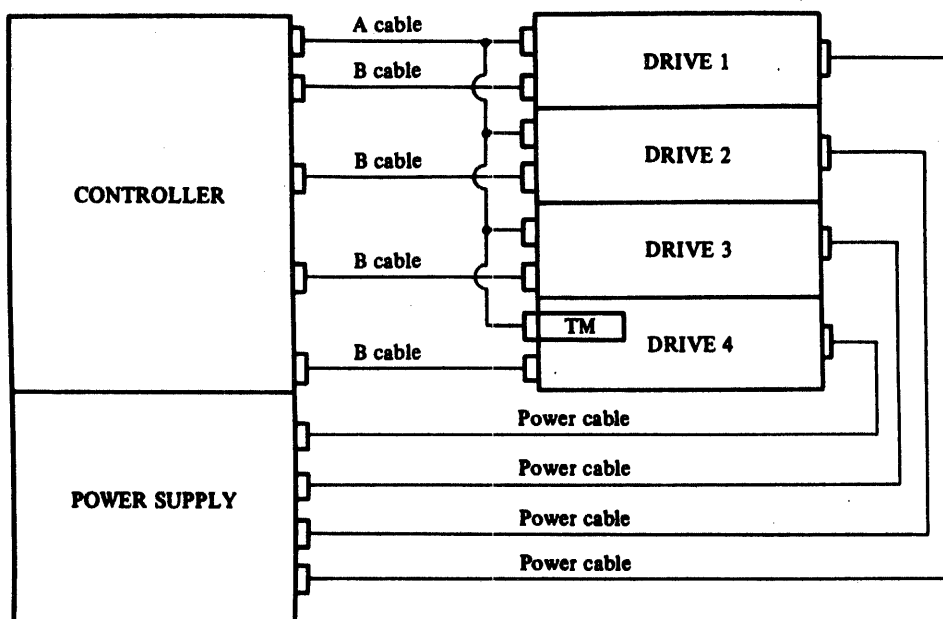 A cable
DRIVE 1
B cable
DRIVE 2
B cable
CONTROLLER
DRIVE 3
B cable
TM
DRIVE 4
B cable
Power cable
Power cable
POWER SUPPLY
Power cable
Power cable